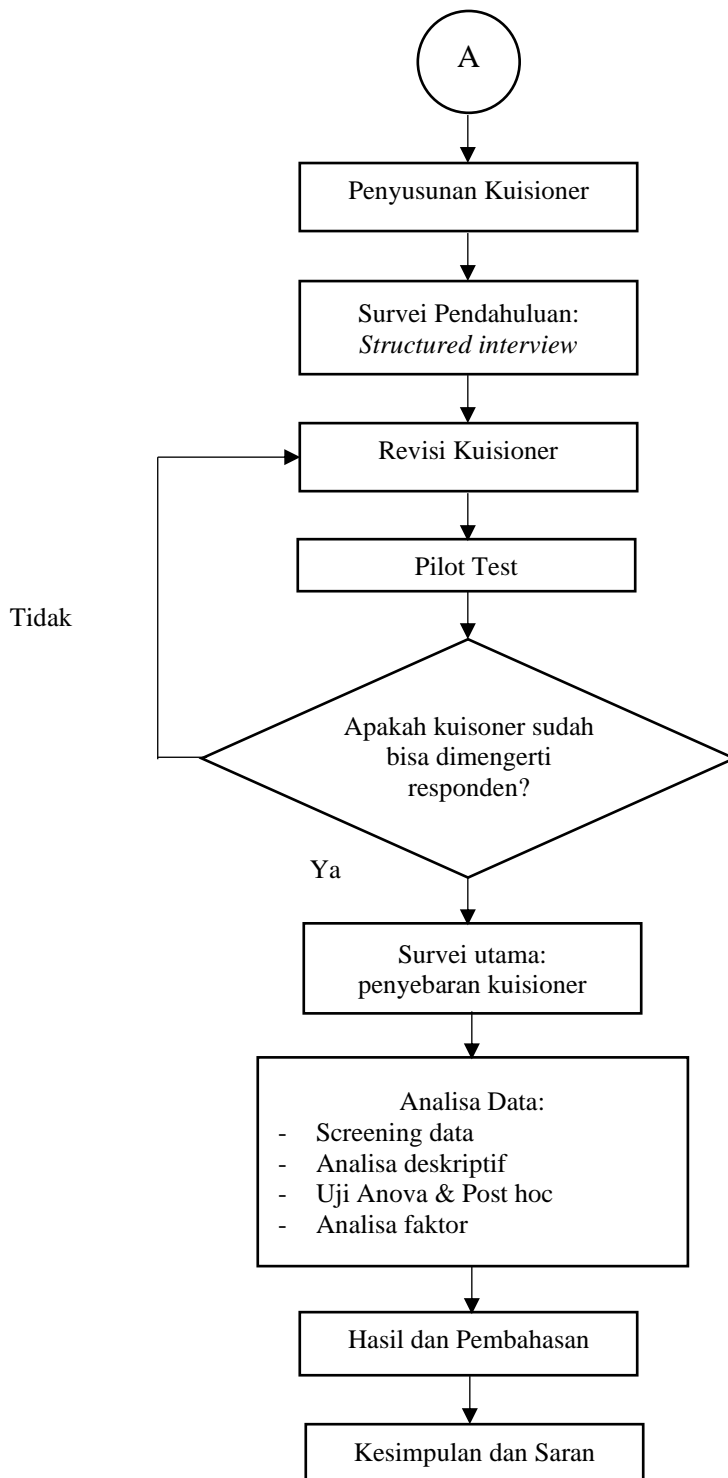 A
Penyusunan Kuisioner
Survei Pendahuluan:
Structured interview
Revisi Kuisioner
Pilot Test
Tidak
Apakah kuisoner sudah
bisa dimengerti
responden?
Ya
Survei utama:
penyebaran kuisioner
Analisa Data:
- Screening data
- Analisa deskriptif
- Uji Anova & Post hoc
- Analisa faktor
Hasil dan Pembahasan
Kesimpulan dan Saran